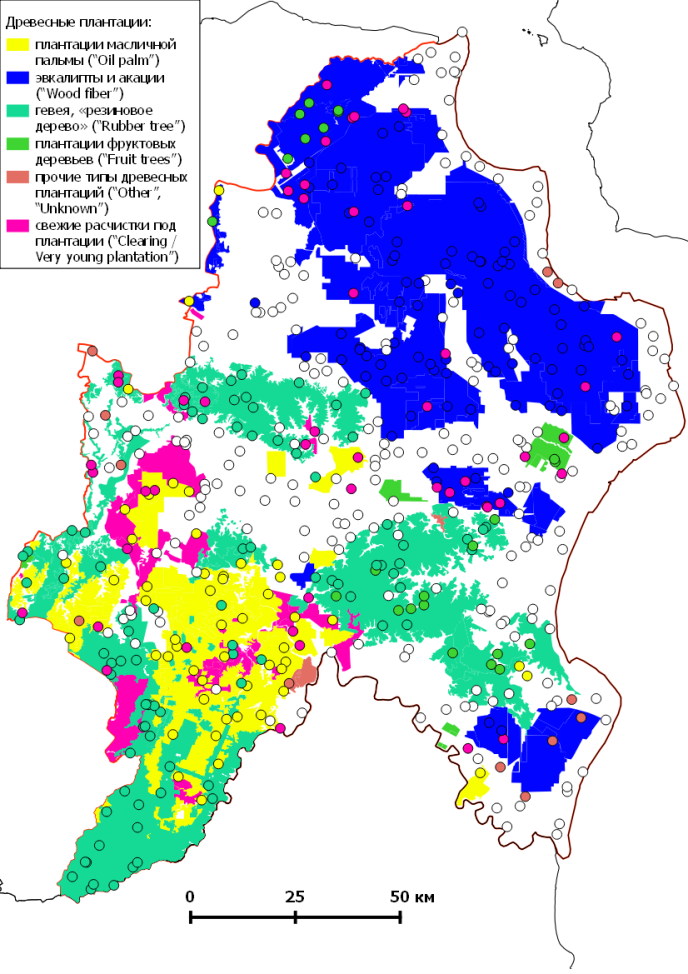 Древесные плантации:
плантации масличной
пальмы (“Oil palm”)
эвкалипты и акации
(“Wood fiber”)
гевея, «резиновое
дерево» (“Rubber tree”)
плантации фруктовых
деревьев (“Fruit trees”)
прочие типы древесных
плантаций (“Other”,
“Unknown”)
свежие расчистки под
плантации (“Clearing /
Very young plantation”)
0 25 50 км